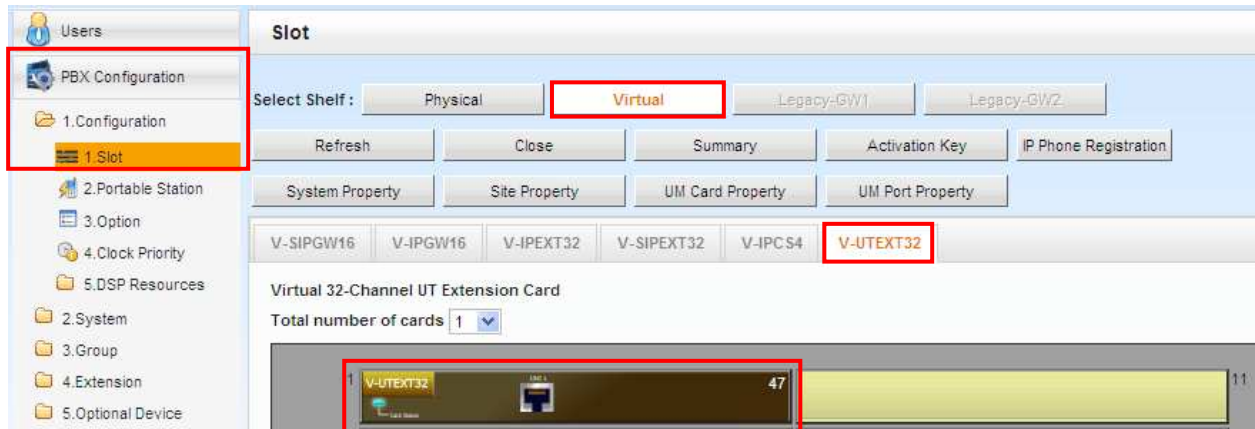 Users
PBX Configuration
1.Configuration
1.Slot
2.Portable Station
3.Option
4.Clock Priority
5.DSP Resources
2.System
3.Group
4.Extension
5.Optional Device
Slot
Select Shelf : Physical Virtual Legacy-GW1 Legacy-GW2
Refresh Close Summary Activation Key IP Phone Registration
System Property Site Property UM Card Property UM Port Property
V-SIPGW16 V-IPGW16 V-IPEXT32 V-SIPEXT32 V-IPCS4 V-UTEXT32
Virtual 32-Channel UT Extension Card
Total number of cards 1
1 V-UTEXT32 47 11